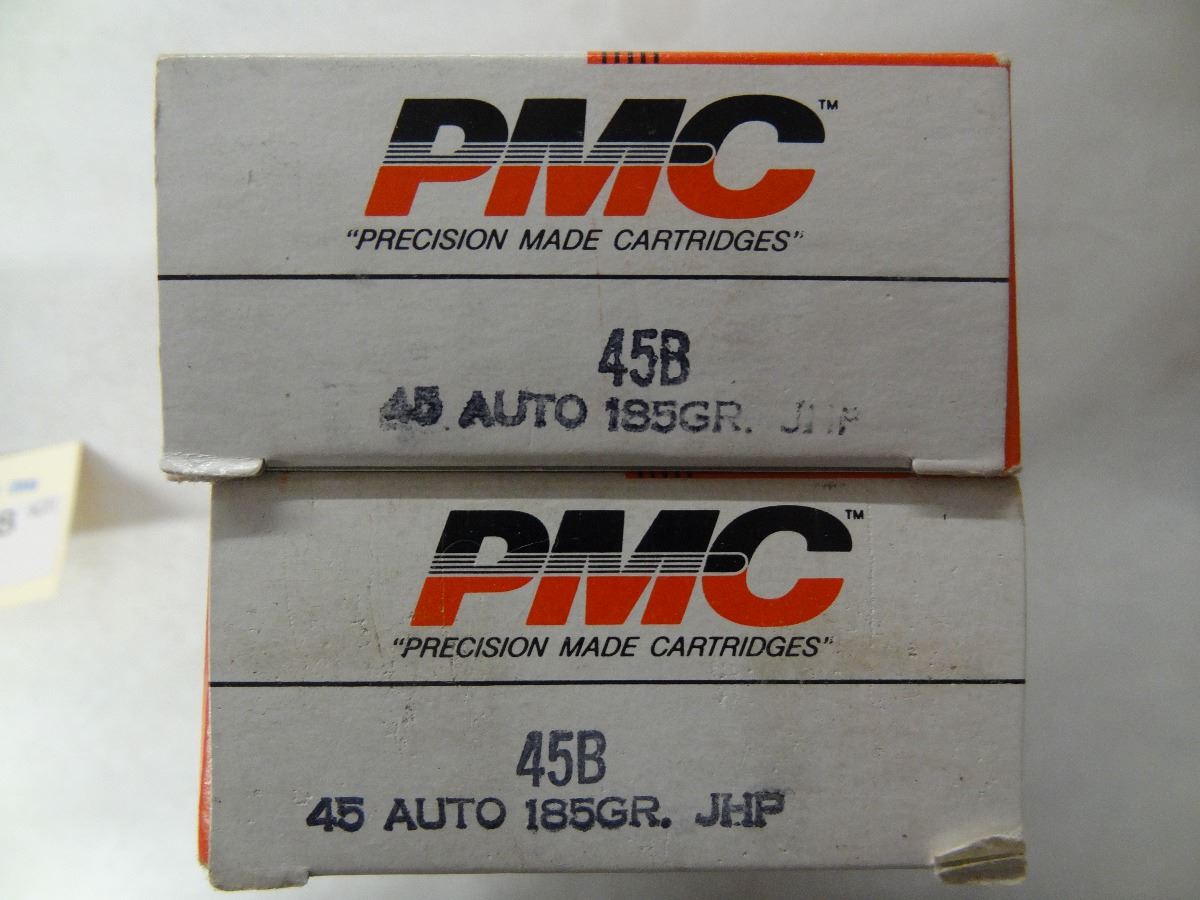 PMC™
"PRECISION MADE CARTRIDGES"
45B
45 AUTO 185GR. JHP
PMC™
"PRECISION MADE CARTRIDGES"
45B
45 AUTO 185GR. JHP